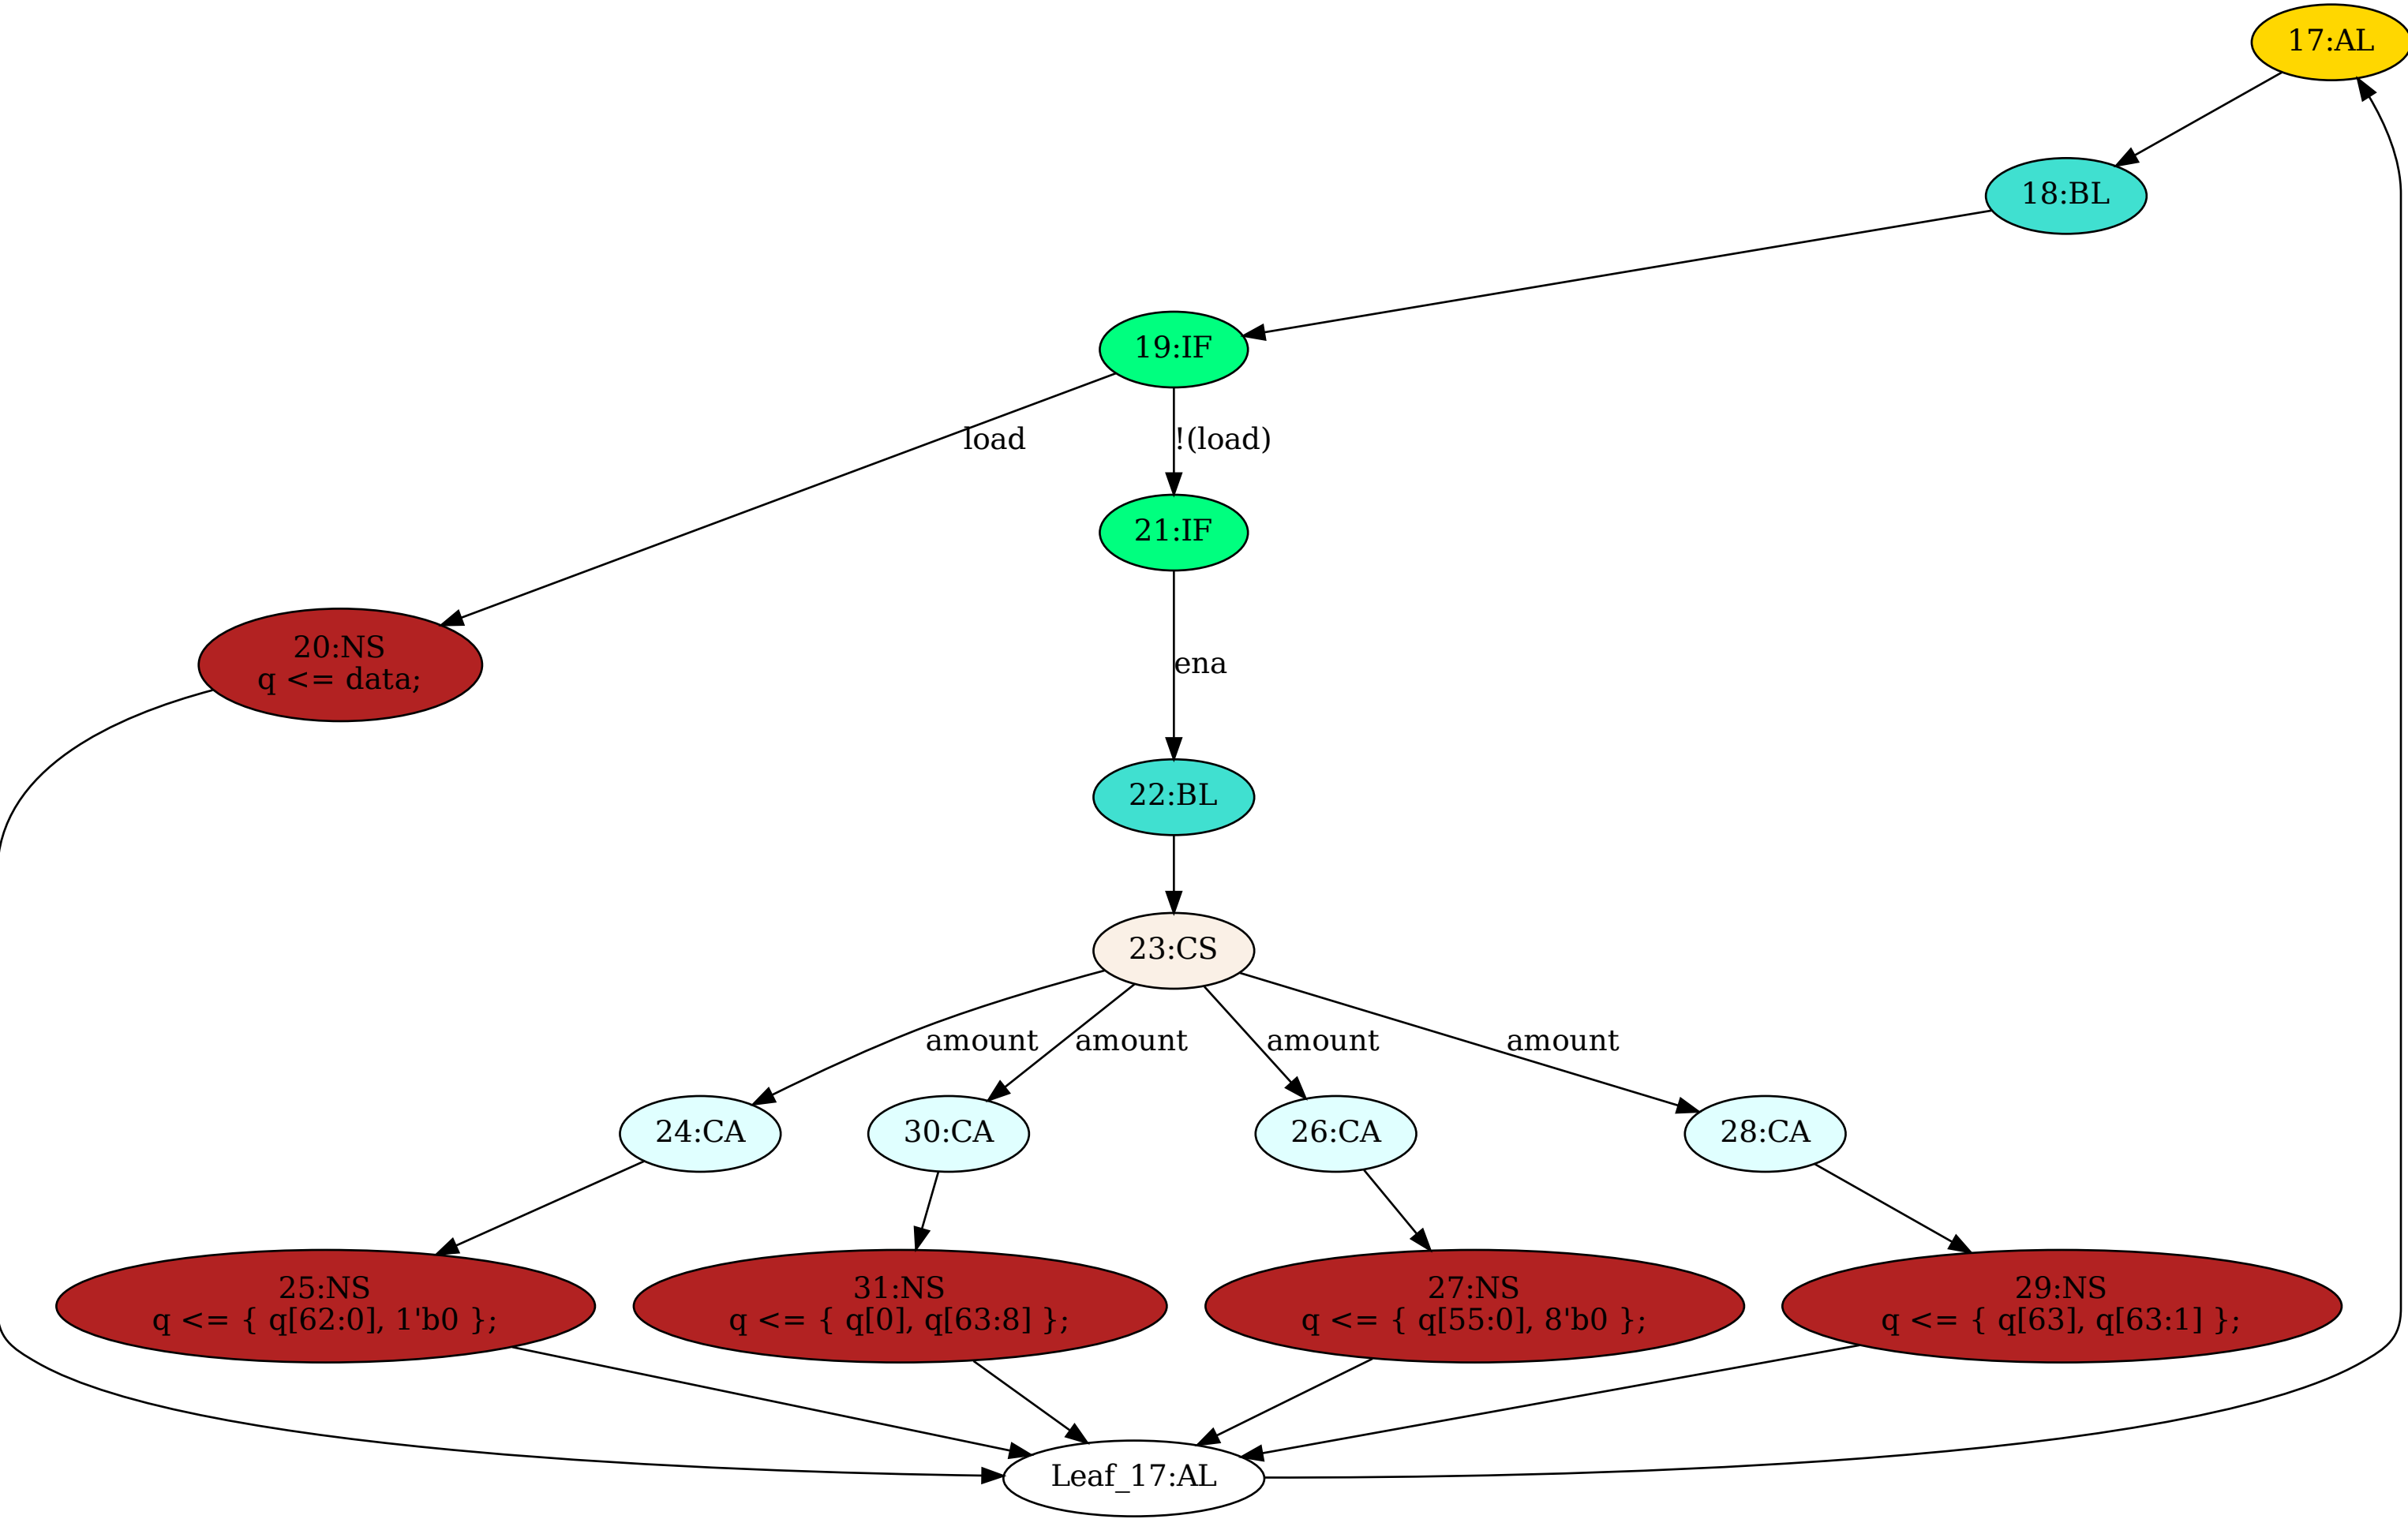 17:AL
18:BL
19:IF
load
!(load)
21:IF
20:NS
q <= data;
ena
22:BL
23:CS
amount
amount
amount
amount
24:CA
30:CA
26:CA
28:CA
25:NS
q <= { q[62:0], 1'b0 };
31:NS
q <= { q[0], q[63:8] };
27:NS
q <= { q[55:0], 8'b0 };
29:NS
q <= { q[63], q[63:1] };
Leaf_17:AL